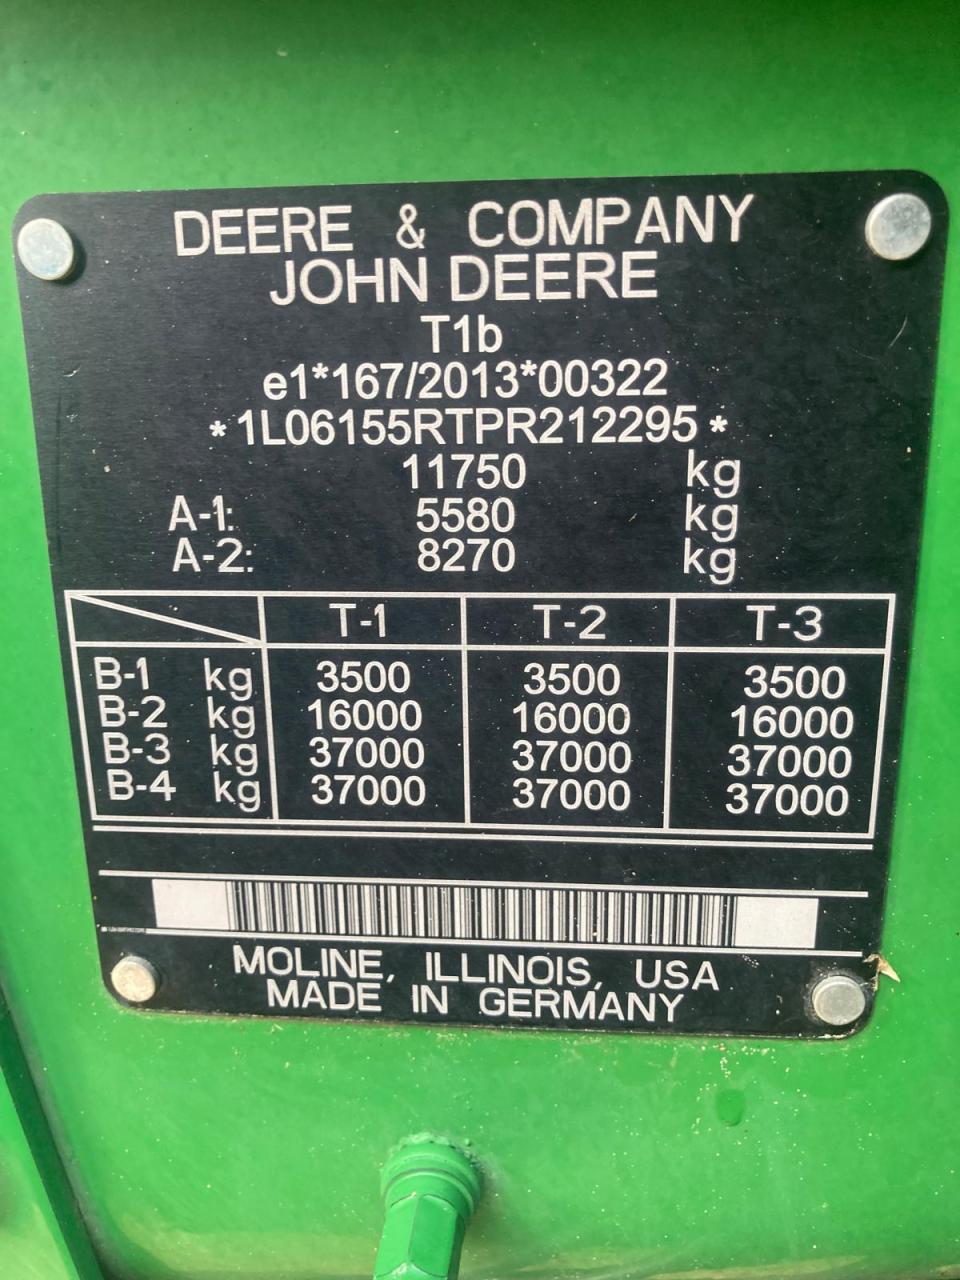 DEERE & COMPANY
JOHN DEERE
T1b
e1*167/2013*00322
*1L06155RTPR212295*
11750 kg
A-1: 5580 kg
A-2: 8270 kg
T-1 T-2 T-3
B-1 kg 3500 3500 3500
B-2 kg 16000 16000 16000
B-3 kg 37000 37000 37000
B-4 kg 37000 37000 37000
MOLINE, ILLINOIS, USA
MADE IN GERMANY